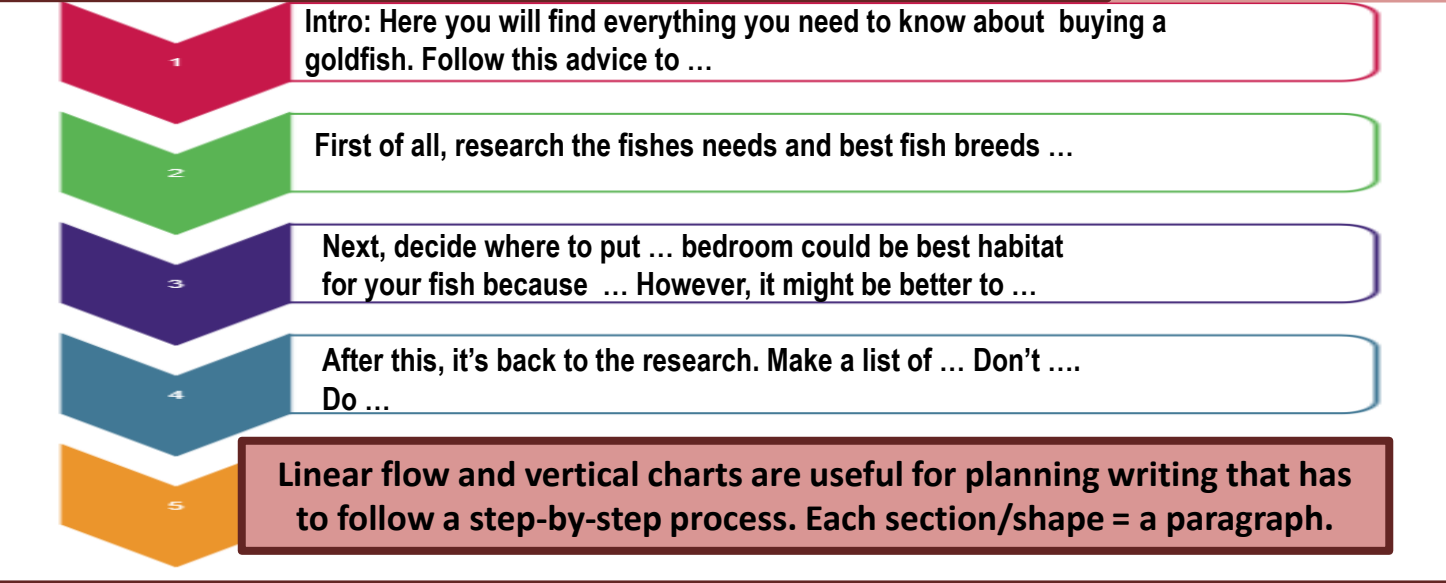 1
Intro: Here you will find everything you need to know about buying a
goldfish. Follow this advice to …
2
First of all, research the fishes needs and best fish breeds …
3
Next, decide where to put … bedroom could be best habitat
for your fish because … However, it might be better to …
4
After this, it’s back to the research. Make a list of … Don’t ….
Do …
5
Linear flow and vertical charts are useful for planning writing that has
to follow a step-by-step process. Each section/shape = a paragraph.